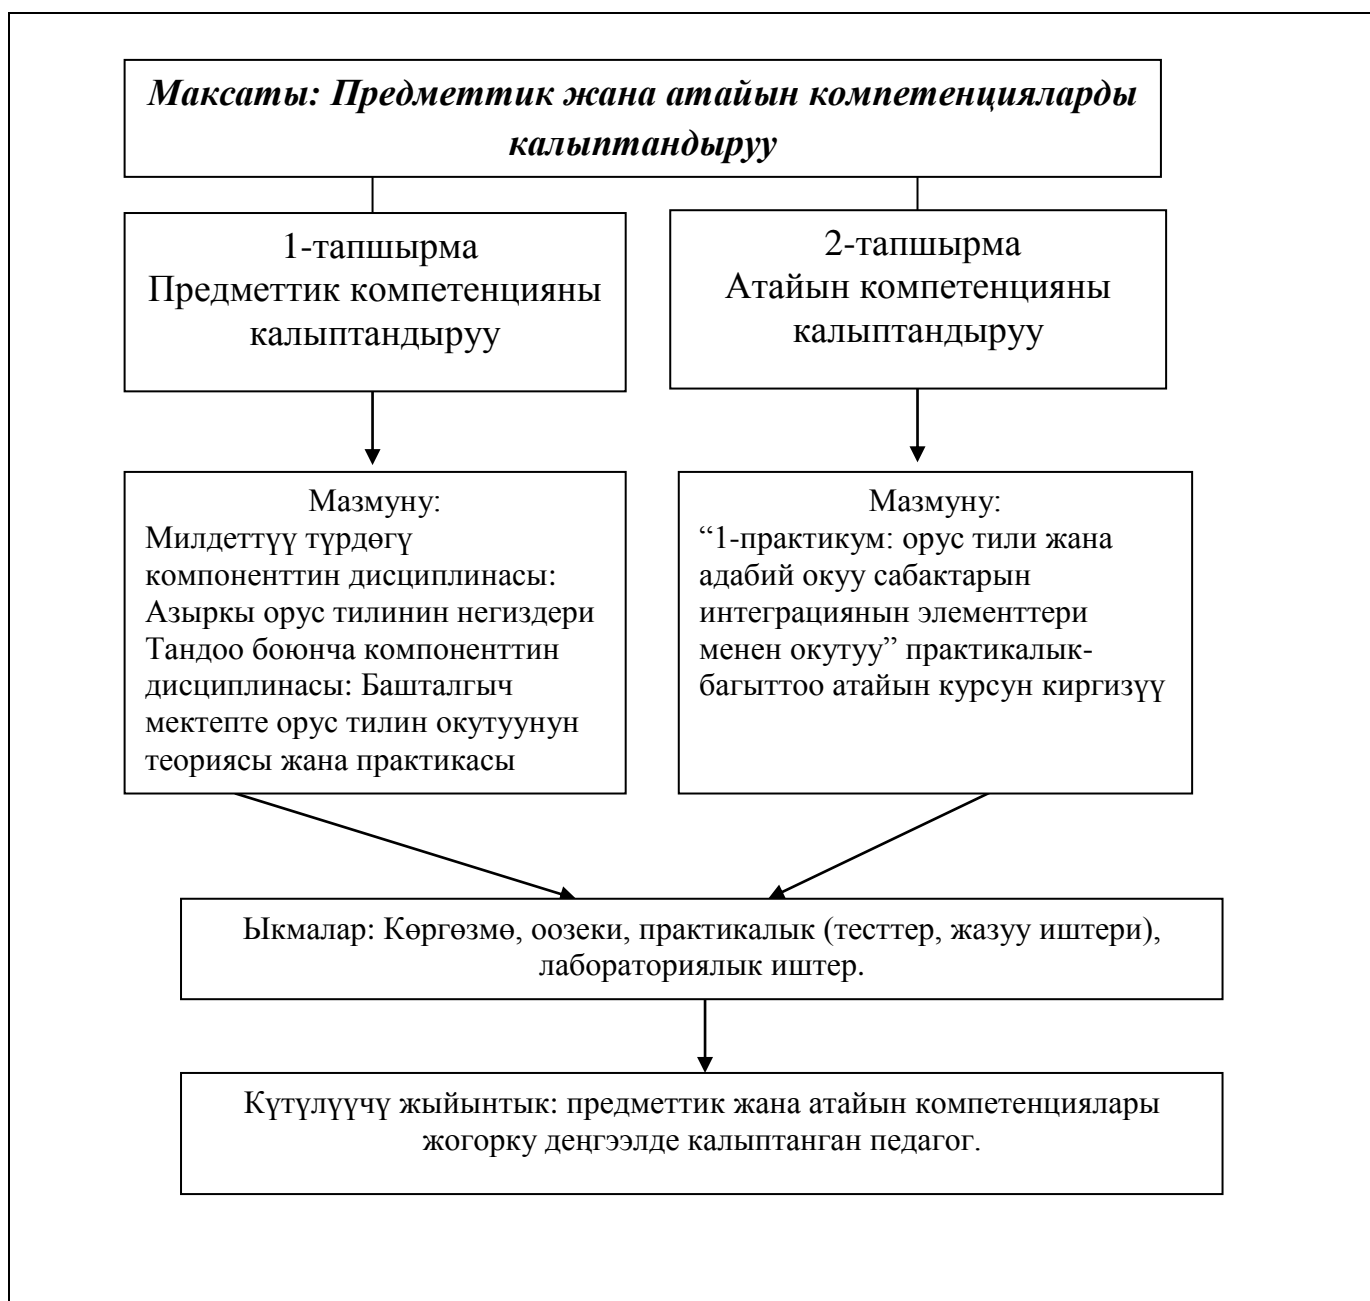 Максаты: Предметтик жана атайын компетенцияларды
калыптандыруу
1-тапшырма
Предметтик компетенцияны
калыптандыруу
2-тапшырма
Атайын компетенцияны
калыптандыруу
Мазмуну:
Милдеттүү түрдөгү
компоненттин дисциплинасы:
Азыркы орус тилинин негиздери
Тандоо боюнча компоненттин
дисциплинасы: Башталгыч
мектепте орус тилин окутуунун
теориясы жана практикасы
Мазмуну:
“1-практикум: орус тили жана
адабий окуу сабактарын
интеграциянын элементтери
менен окутуу” практикалык-
багыттоо атайын курсун киргизүү
Ыкмалар: Көргөзмө, оозеки, практикалык (тесттер, жазуу иштери),
лабораториялык иштер.
Күтүлүүчү жыйынтык: предметтик жана атайын компетенциялары
жогорку деңгээлде калыптанган педагог.